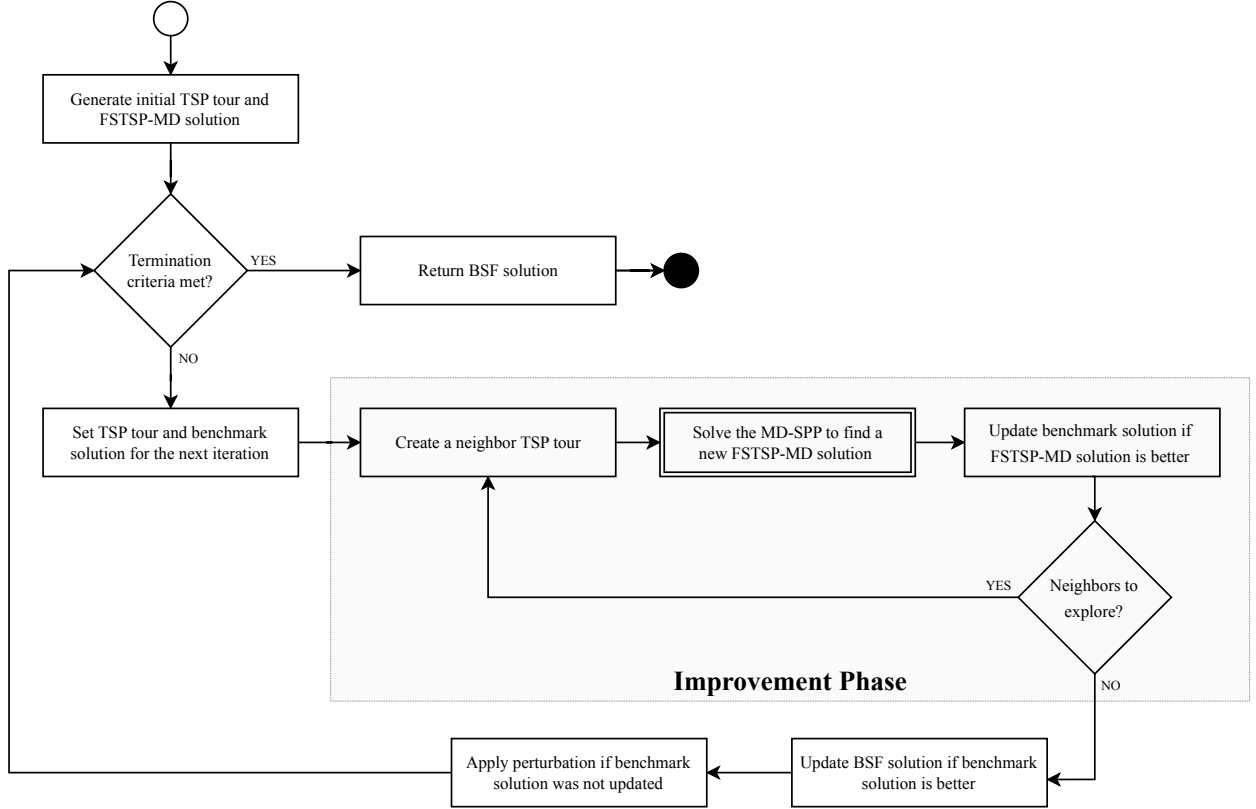 Generate initial TSP tour and
FSTSP-MD solution
Termination
criteria met?
YES
Return BSF solution
NO
Set TSP tour and benchmark
solution for the next iteration
Create a neighbor TSP tour
Solve the MD-SPP to find a
new FSTSP-MD solution
Update benchmark solution if
FSTSP-MD solution is better
YES
Neighbors to
explore?
Improvement Phase
NO
Apply perturbation if benchmark
solution was not updated
Update BSF solution if benchmark
solution is better